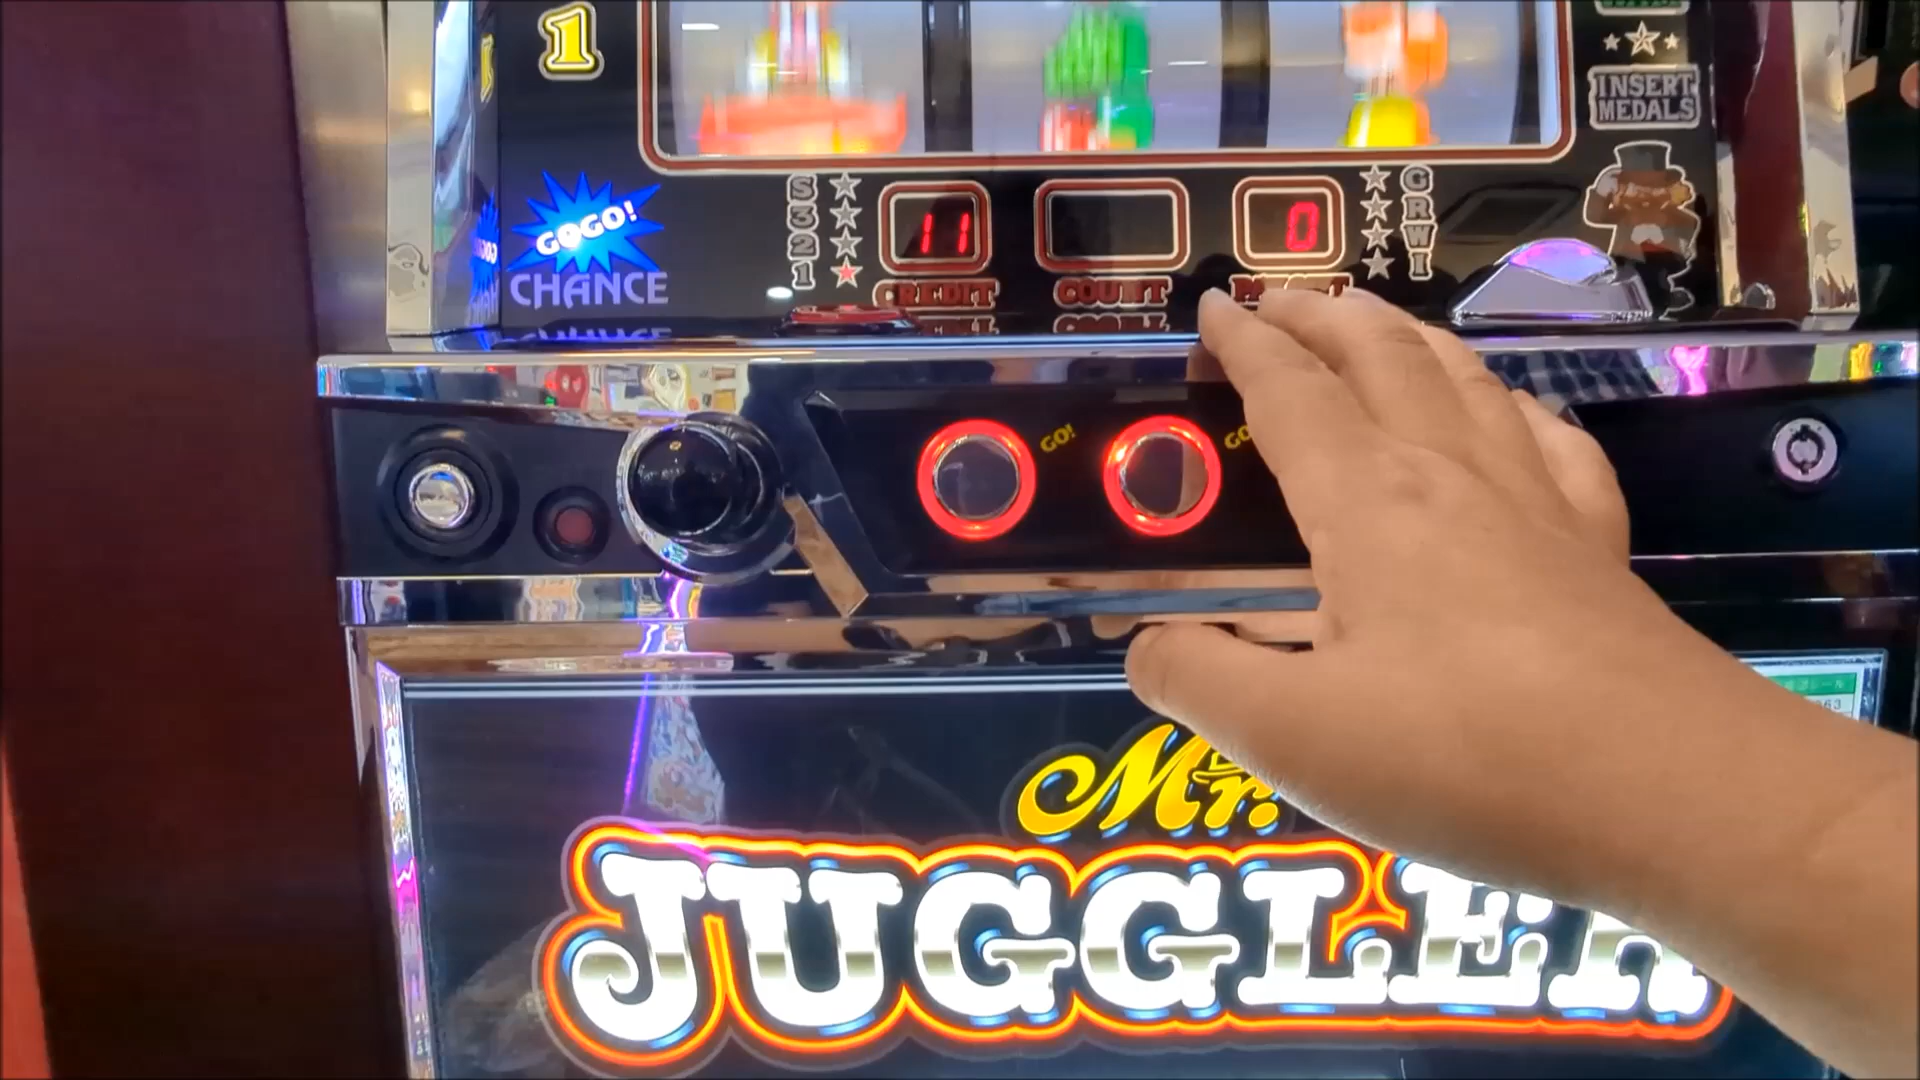 1
INSERT
MEDALS
S
3
2
1
G
R
W
I
11
0
GOGO!
CHANCE
CREDIT
COUNT
GO!
Mr.
JUGGLER